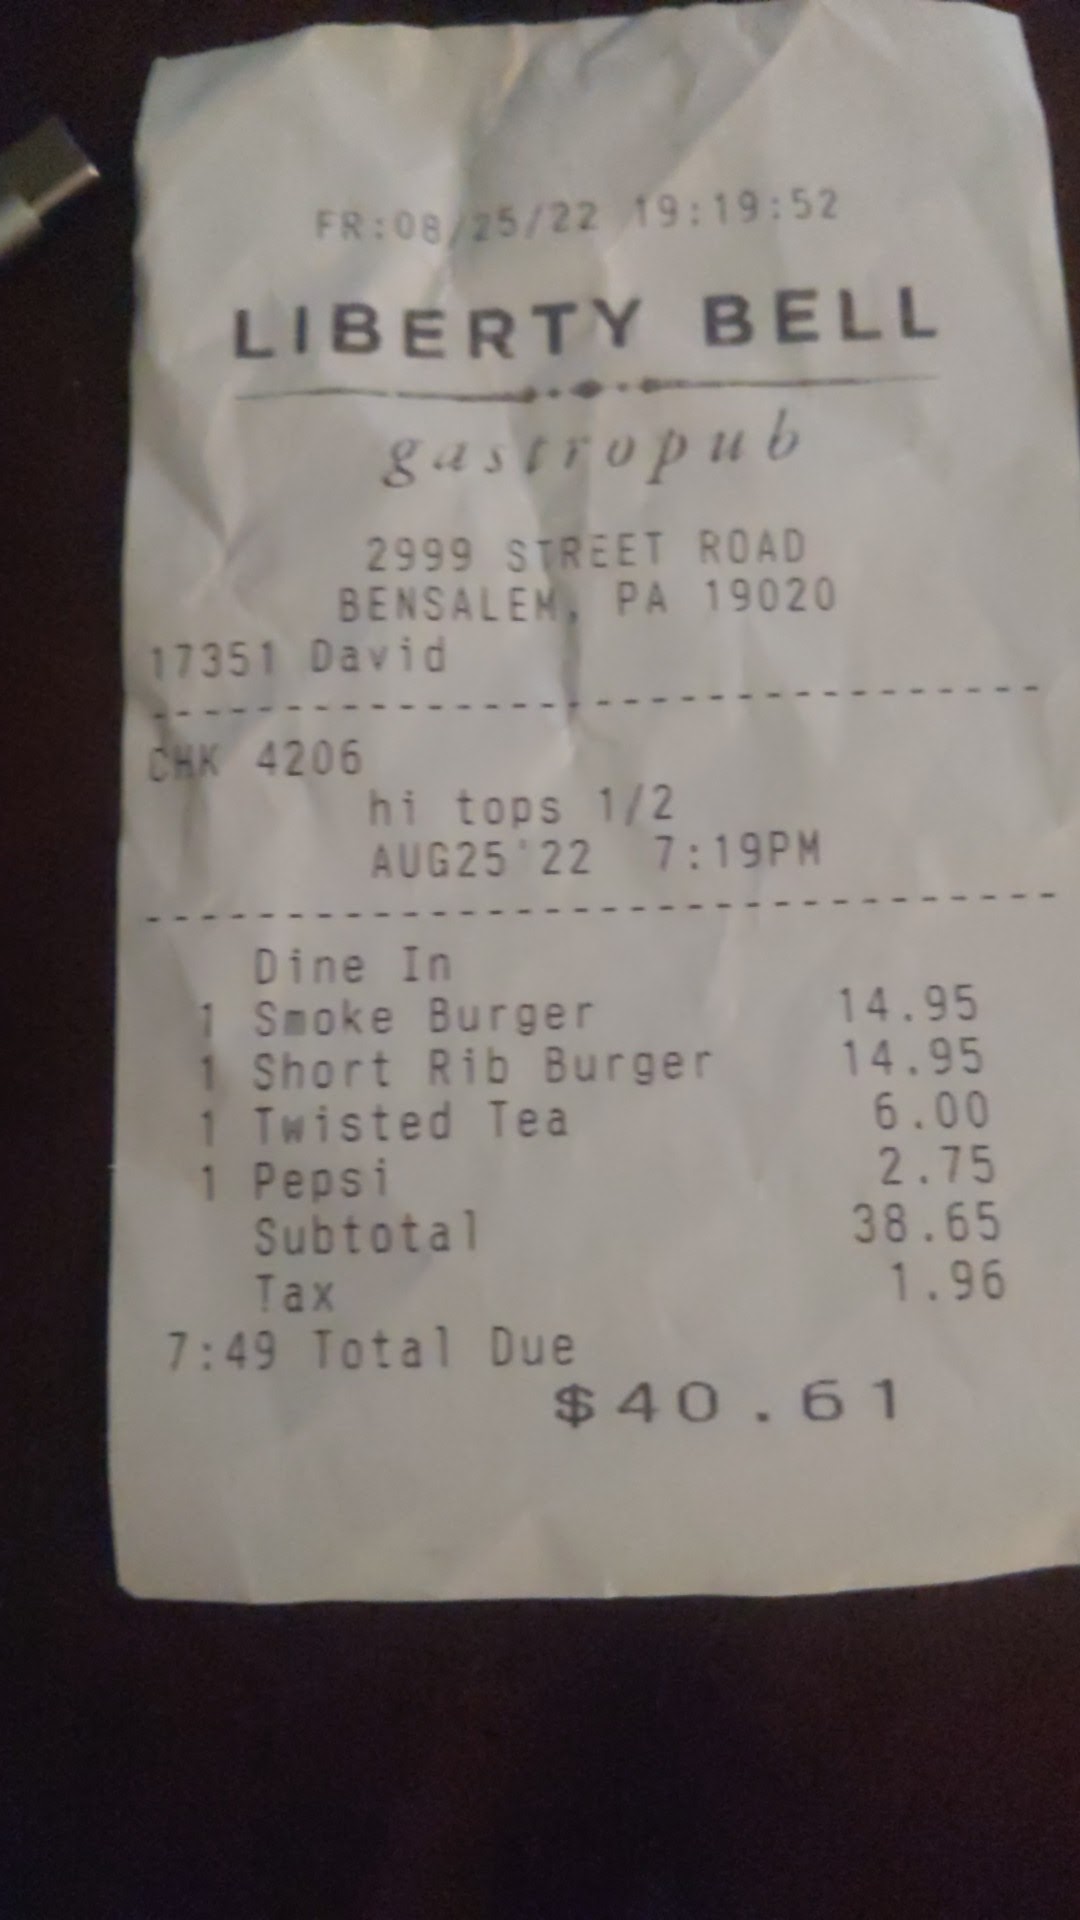 FR:08/25/22 19:19:52
LIBERTY BELL
gastropub
2999 STREET ROAD
BENSALEM, PA 19020
17351 David
--------------------------------
CHK 4206
hi tops 1/2
AUG25'22 7:19PM
--------------------------------
Dine In
1 Smoke Burger 14.95
1 Short Rib Burger 14.95
1 Twisted Tea 6.00
1 Pepsi 2.75
Subtotal 38.65
Tax 1.96
7:49 Total Due
$40.61